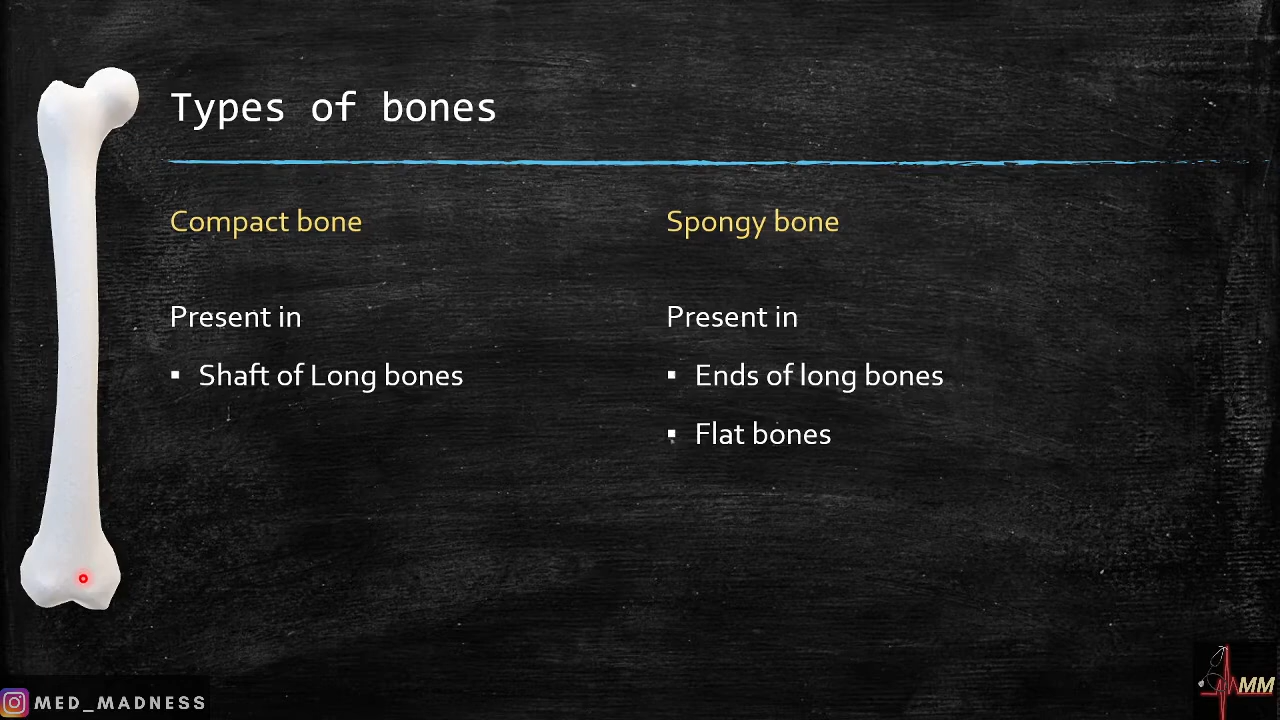 Types of bones
Compact bone
Present in
▪ Shaft of Long bones
Spongy bone
Present in
▪ Ends of long bones
▪ Flat bones
MED_MADNESS
MM